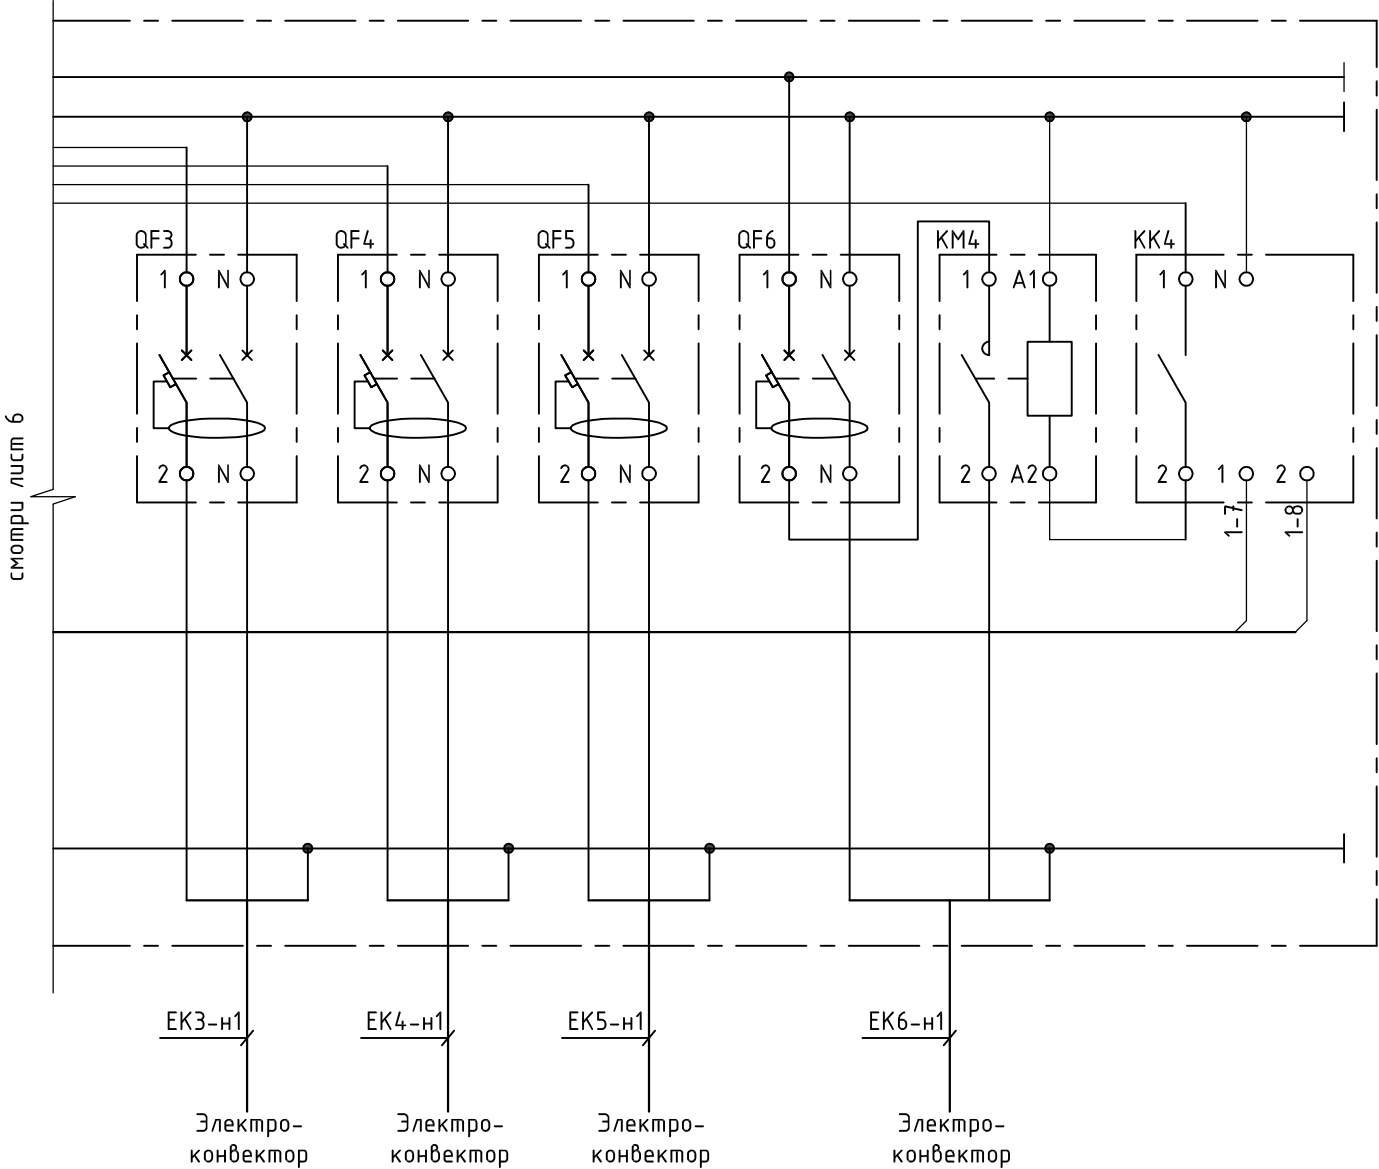 QF3 QF4 QF5 QF6 KM4 KK4
1 N 1 N 1 N 1 N 1 A1 1 N
2 N 2 N 2 N 2 N 2 A2 2 1 2
1-7 1-8
смотри лист 6
EK3-н1 EK4-н1 EK5-н1 EK6-н1
Электро- Электро- Электро- Электро-
конвектор конвектор конвектор конвектор